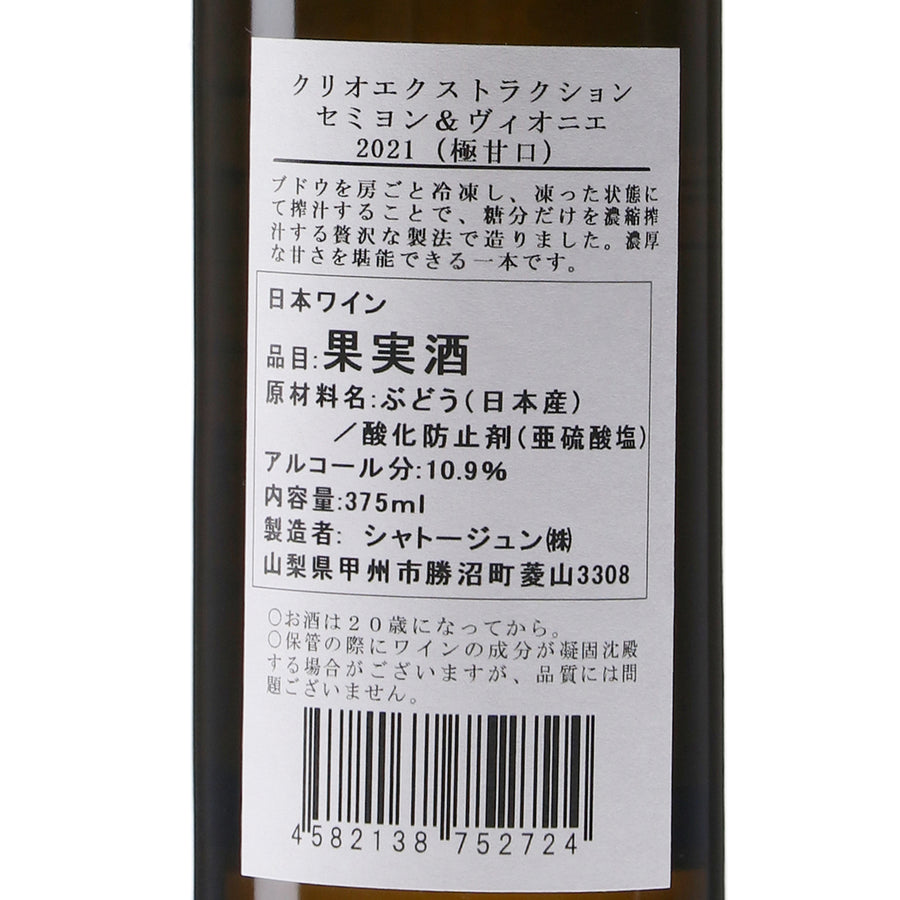 クリオエクストラクション
セミヨン＆ヴィオニエ
2021（極甘口）
ブドウを房ごと冷凍し、凍った状態に
て搾汁することで、糖分だけを濃縮搾
汁する贅沢な製法で造りました。濃厚
な甘さを堪能できる一本です。
日本ワイン
品目:果実酒
原材料名:ぶどう（日本産）
／酸化防止剤（亜硫酸塩）
アルコール分:10.9%
内容量:375ml
製造者: シャトージュン㈱
山梨県甲州市勝沼町菱山3308
○お酒は２０歳になってから。
○保管の際にワインの成分が凝固沈殿
する場合がございますが、品質には問
題ございません。
4582138 752724